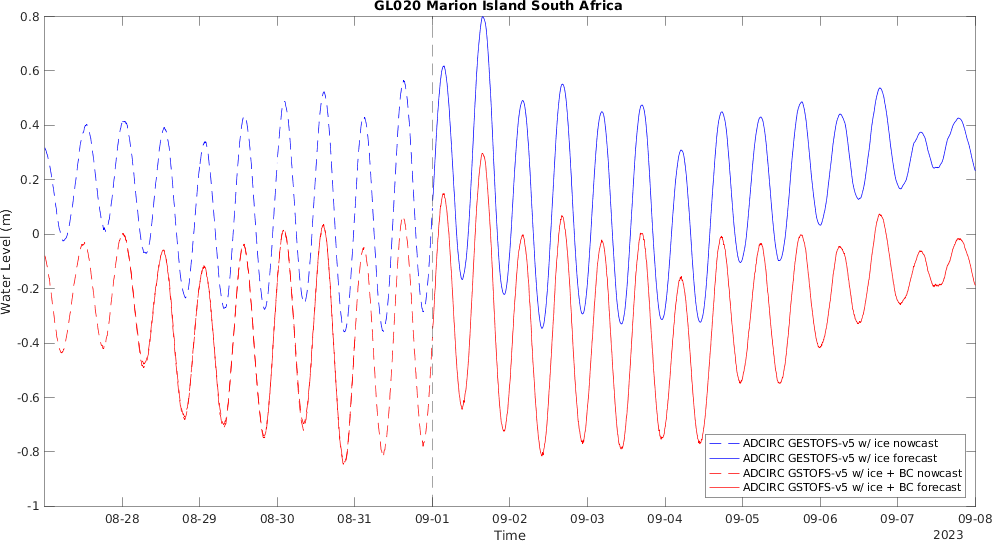 GL020 Marion Island South Africa
0.8
0.6
0.4
0.2
0
-0.2
-0.4
-0.6
-0.8
-1
Water Level (m)
ADCIRC GESTOFS-v5 w/ ice nowcast
ADCIRC GESTOFS-v5 w/ ice forecast
ADCIRC GSTOFS-v5 w/ ice + BC nowcast
ADCIRC GSTOFS-v5 w/ ice + BC forecast
08-28 08-29 08-30 08-31 09-01 09-02 09-03 09-04 09-05 09-06 09-07 09-08
Time
2023